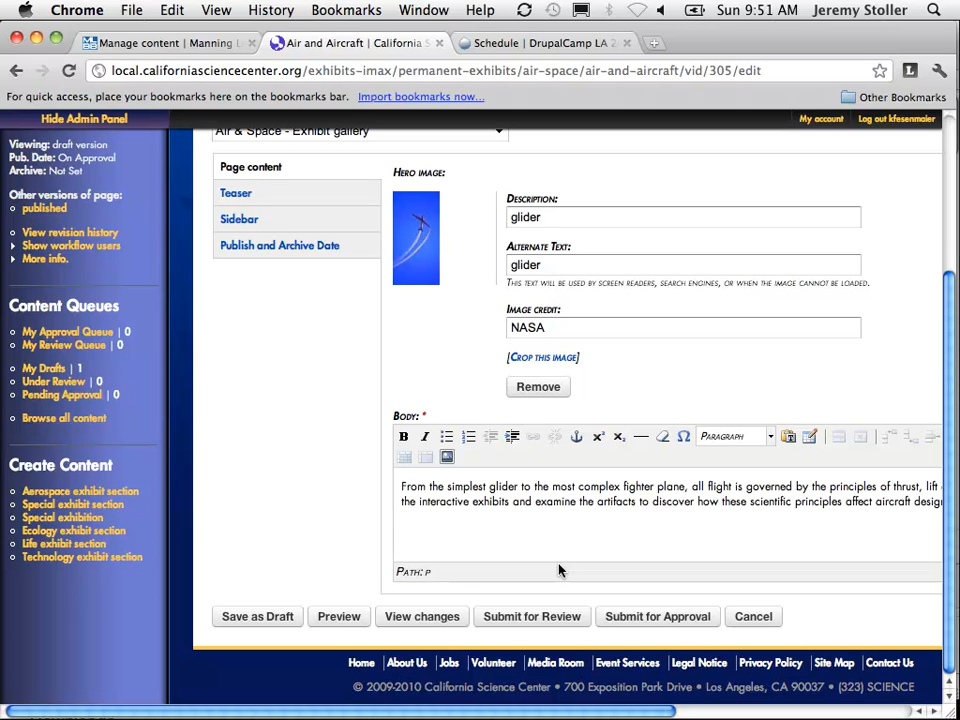 Chrome File Edit View History Bookmarks Window Help Sun 9:51 AM Jeremy Stoller
Manage content | Manning Air and Aircraft | California S Schedule | DrupalCamp LA 2
local.californiasciencecenter.org/exhibits-imax/permanent-exhibits/air-space/air-and-aircraft/vid/305/edit
For quick access, place your bookmarks here on the bookmarks bar. Import bookmarks now... Other Bookmarks
Hide Admin Panel My account Log out kfesenmaier
Viewing: draft version
Pub. Date: On Approval
Archive: Not Set
Other versions of page:
published
View revision history
Show workflow users
More info.
Content Queues
My Approval Queue | 0
My Review Queue | 0
My Drafts | 1
Under Review | 0
Pending Approval | 0
Browse all content
Create Content
Aerospace exhibit section
Special exhibit section
Special exhibition
Ecology exhibit section
Life exhibit section
Technology exhibit section
Air & Space - Exhibit gallery
Page content
Teaser
Sidebar
Publish and Archive Date
Hero image:
Description:
glider
Alternate Text:
glider
This text will be used by screen readers, search engines, or when the image cannot be loaded.
Image credit:
NASA
[Crop this image]
Remove
Body: *
B I Paragraph
From the simplest glider to the most complex fighter plane, all flight is governed by the principles of thrust, lift
the interactive exhibits and examine the artifacts to discover how these scientific principles affect aircraft desig
Path: p
Save as Draft Preview View changes Submit for Review Submit for Approval Cancel
Home | About Us | Jobs | Volunteer | Media Room | Event Services | Legal Notice | Privacy Policy | Site Map | Contact Us
© 2009-2010 California Science Center • 700 Exposition Park Drive • Los Angeles, CA 90037 • (323) SCIENCE